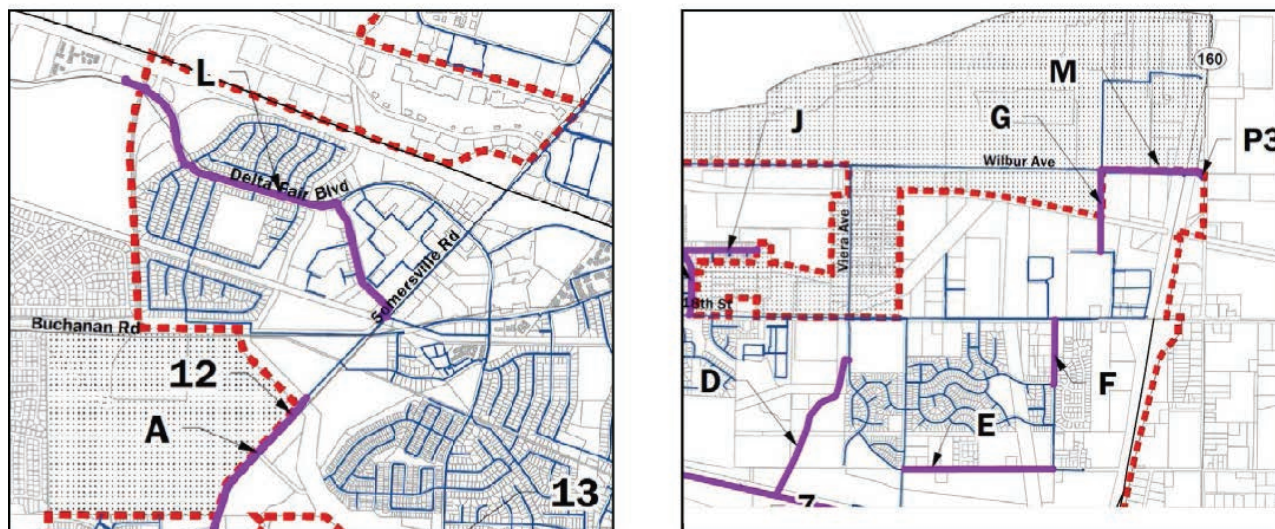 L
Delta Fair Blvd
Somersville Rd
Buchanan Rd
12
A
13
160
M
J
G
P3
Wilbur Ave
Viera Ave
18th St
D
F
E
7